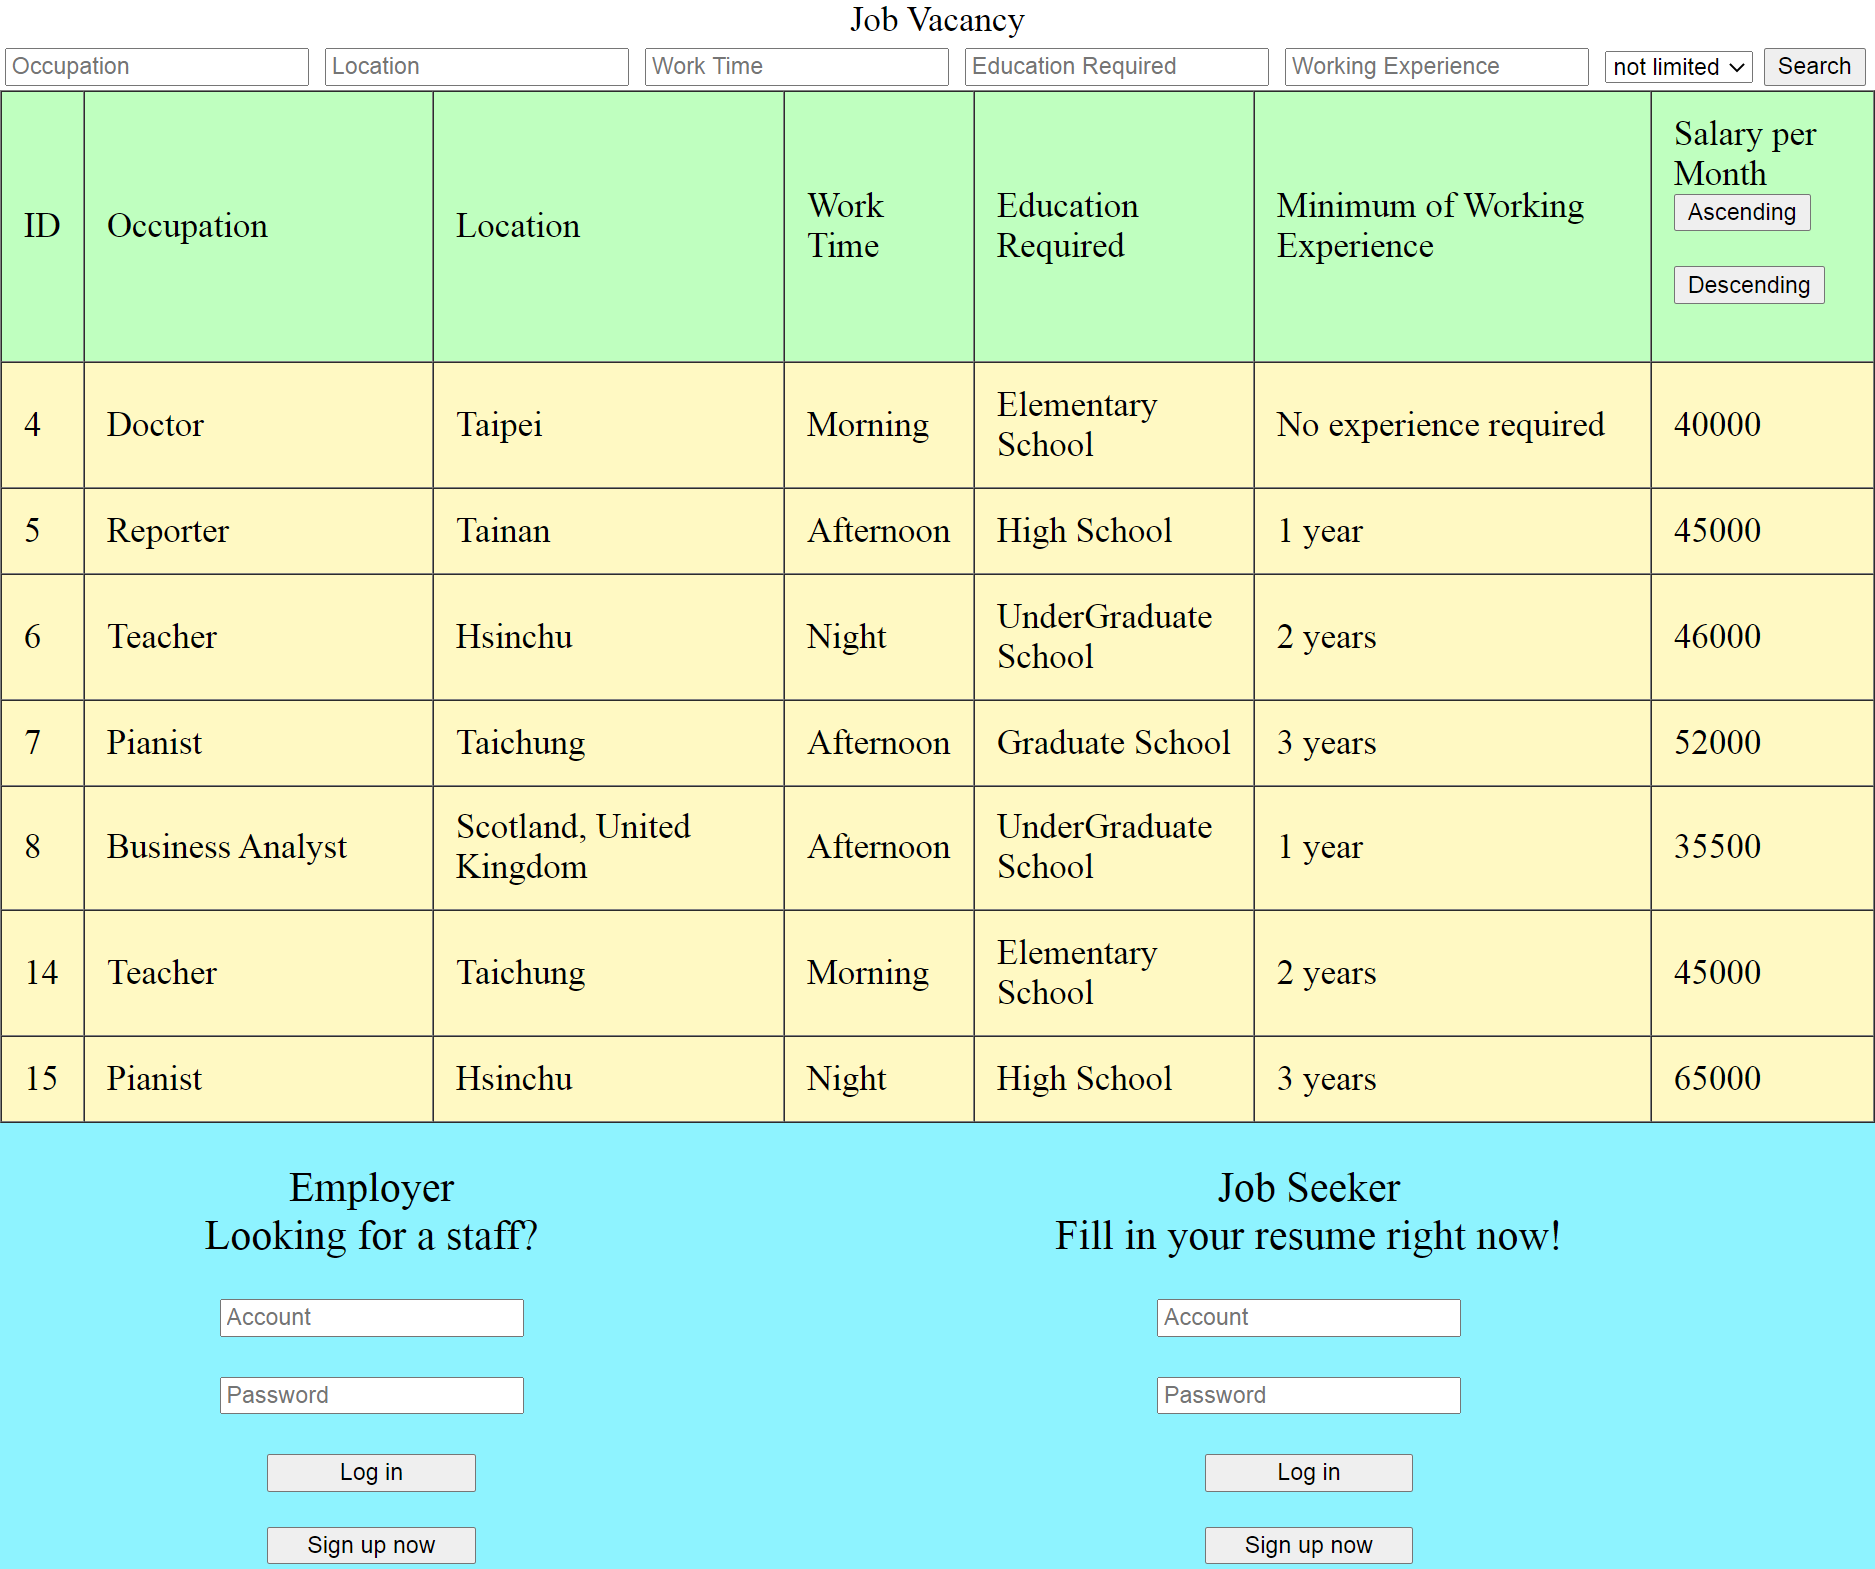 Job Vacancy
Occupation Location Work Time Education Required Working Experience not limited Search
ID Occupation Location Work Time Education Required Minimum of Working Experience Salary per Month Ascending Descending
4 Doctor Taipei Morning Elementary School No experience required 40000
5 Reporter Tainan Afternoon High School 1 year 45000
6 Teacher Hsinchu Night UnderGraduate School 2 years 46000
7 Pianist Taichung Afternoon Graduate School 3 years 52000
8 Business Analyst Scotland, United Kingdom Afternoon UnderGraduate School 1 year 35500
14 Teacher Taichung Morning Elementary School 2 years 45000
15 Pianist Hsinchu Night High School 3 years 65000
Employer
Looking for a staff?
Account
Password
Log in
Sign up now
Job Seeker
Fill in your resume right now!
Account
Password
Log in
Sign up now